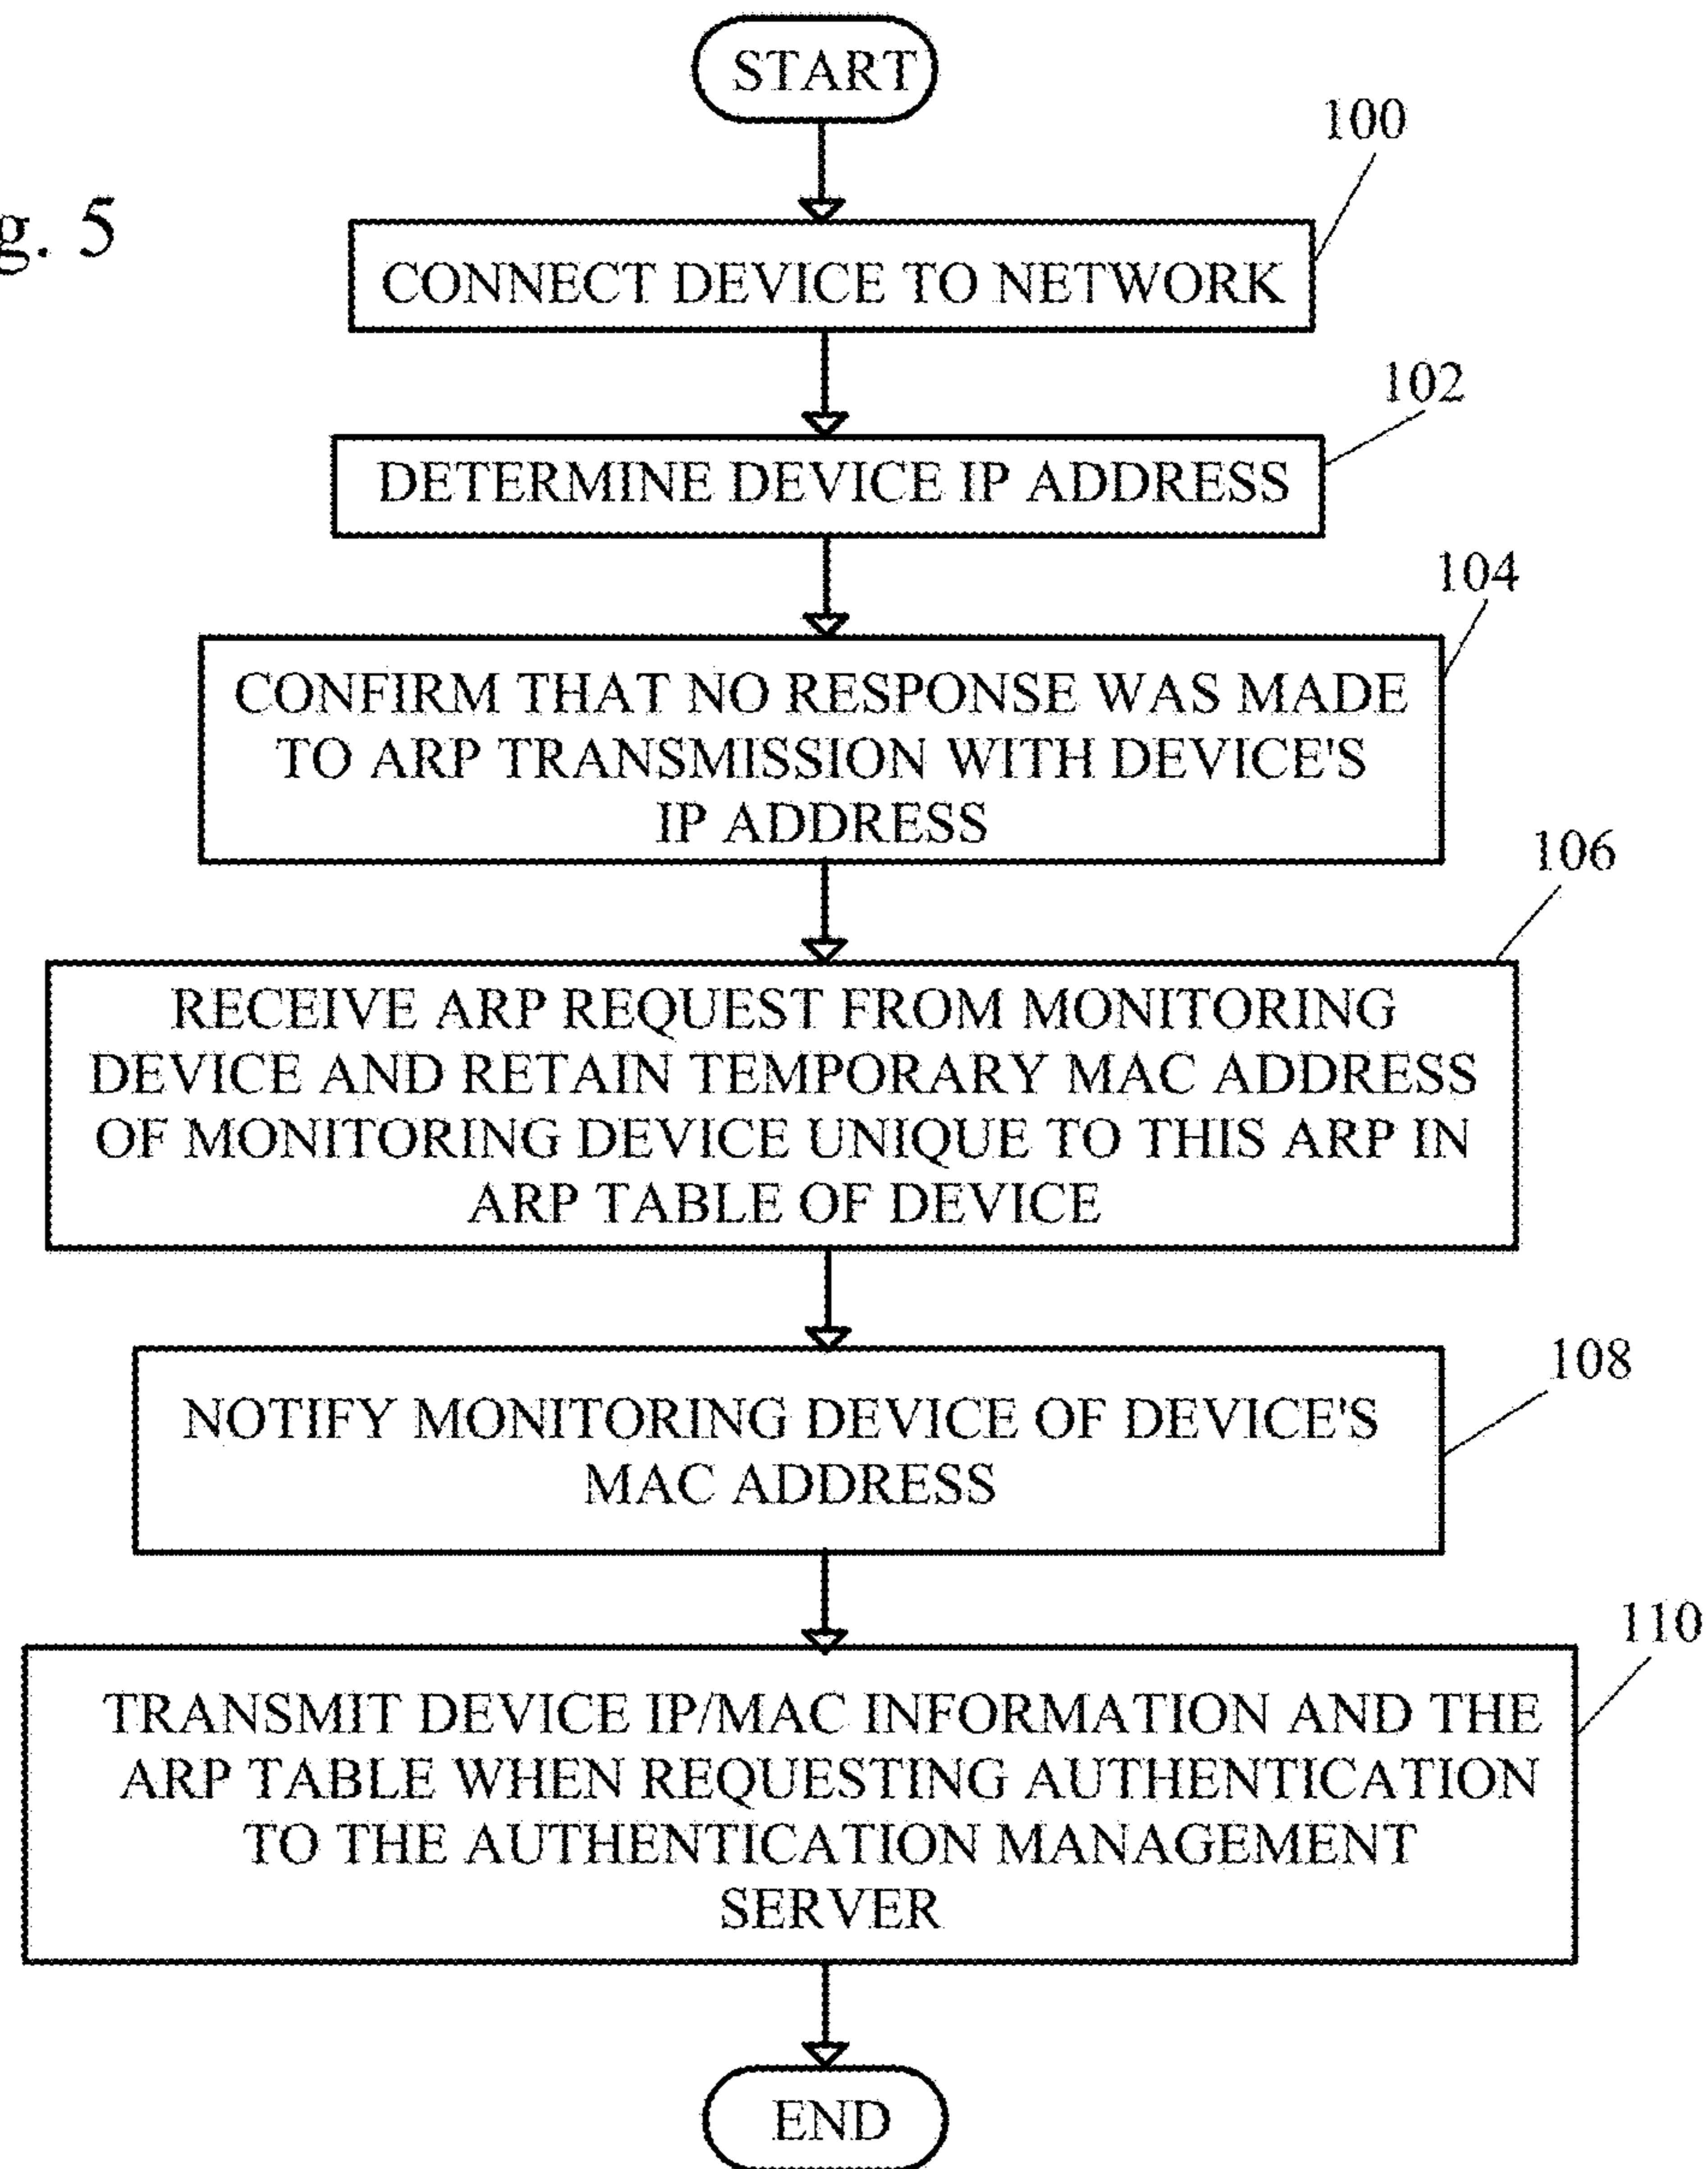 START
100
g. 5
CONNECT DEVICE TO NETWORK
102
DETERMINE DEVICE IP ADDRESS
104
CONFIRM THAT NO RESPONSE WAS MADE
TO ARP TRANSMISSION WITH DEVICE'S
IP ADDRESS
106
RECEIVE ARP REQUEST FROM MONITORING
DEVICE AND RETAIN TEMPORARY MAC ADDRESS
OF MONITORING DEVICE UNIQUE TO THIS ARP IN
ARP TABLE OF DEVICE
108
NOTIFY MONITORING DEVICE OF DEVICE'S
MAC ADDRESS
110
TRANSMIT DEVICE IP/MAC INFORMATION AND THE
ARP TABLE WHEN REQUESTING AUTHENTICATION
TO THE AUTHENTICATION MANAGEMENT
SERVER
END